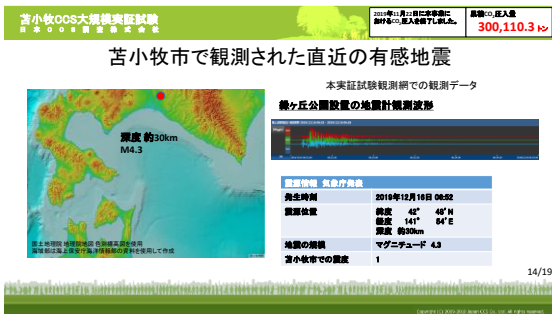 苫小牧CCS大規模実証試験
日本CCS調査株式会社
2019年11月22日に本事業に
おけるCO₂圧入を終了しました。
累積CO₂圧入量
300,110.3 トン
苫小牧市で観測された直近の有感地震
本実証試験観測網での観測データ
緑ヶ丘公園設置の地震計観測波形
深度 約30km
M4.3
国土地理院 地理院地図 色別標高図を使用
海域部は海上保安庁海洋情報部の資料を使用して作成
震源情報 気象庁発表
発生時刻 2019年12月16日 06:52
震源位置 緯度 42° 48′N
経度 141° 54′E
深度 約30km
地震の規模 マグニチュード 4.3
苫小牧市での震度 1
14/19